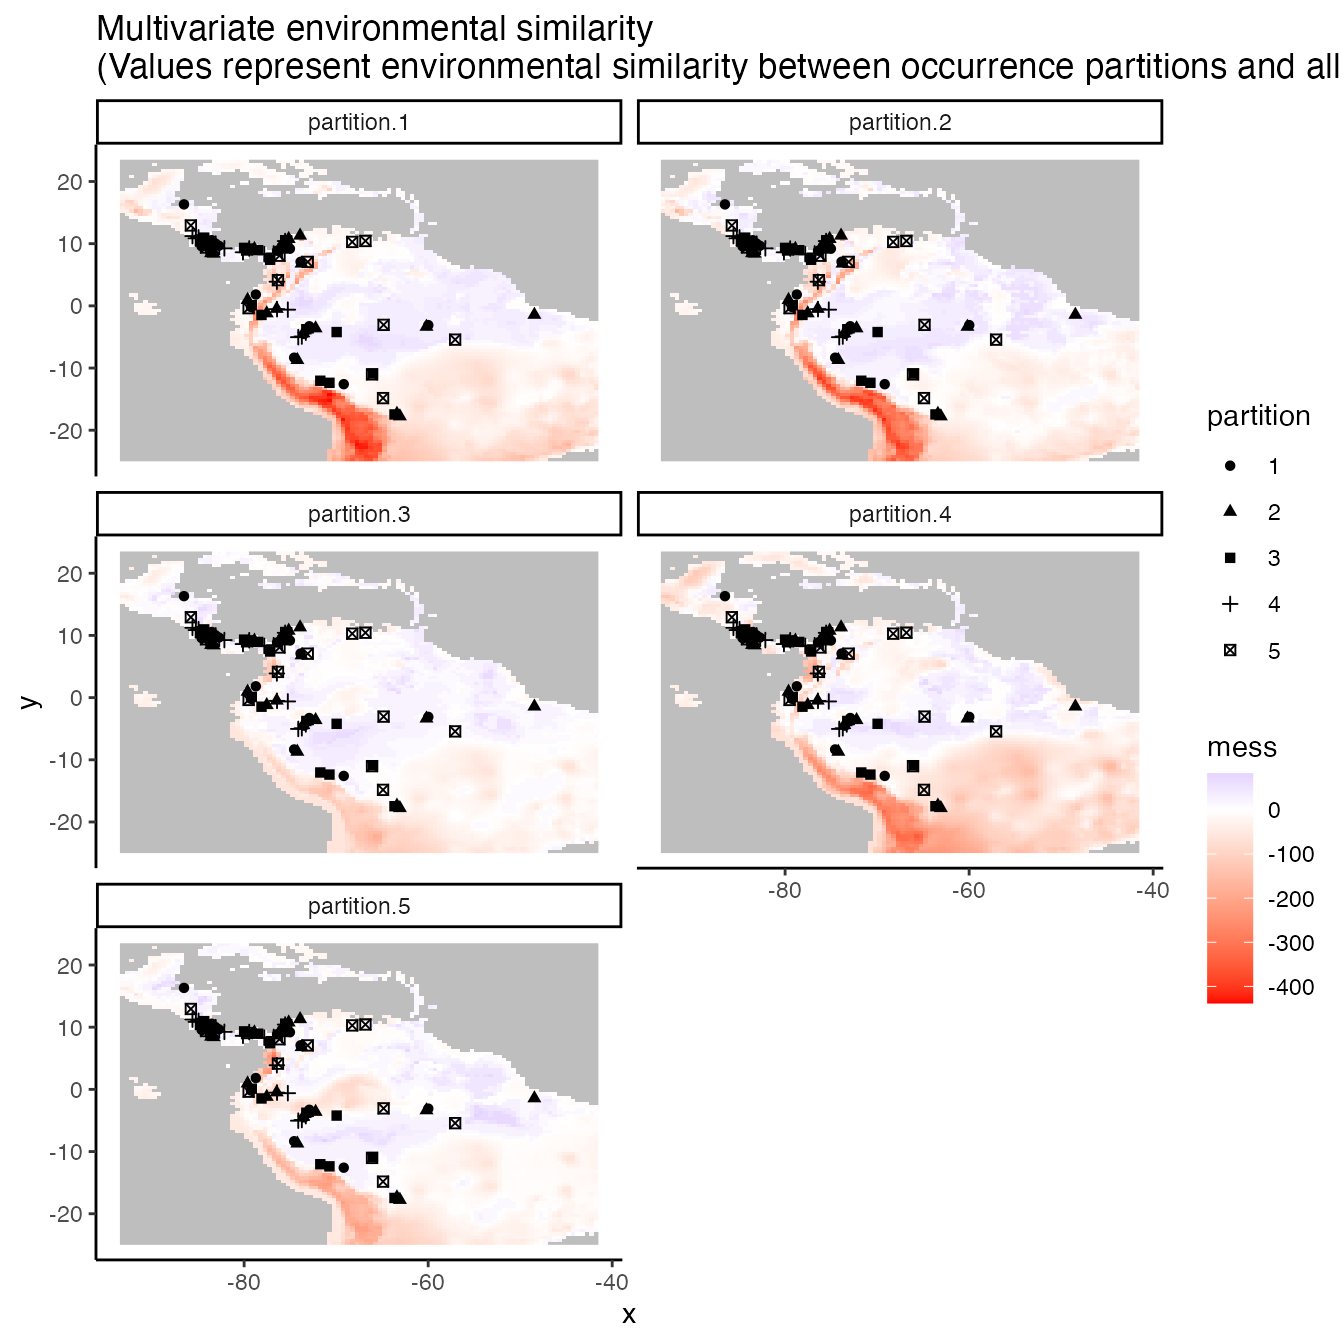 Multivariate environmental similarity
(Values represent environmental similarity between occurrence partitions and all
partition.1
partition.2
20
10
0
-10
-20
partition.3
partition.4
20
10
0
-10
-20
-80
-60
-40
partition.5
20
10
0
-10
-20
-80
-60
-40
x
y
partition
1
2
3
4
5
mess
0
-100
-200
-300
-400